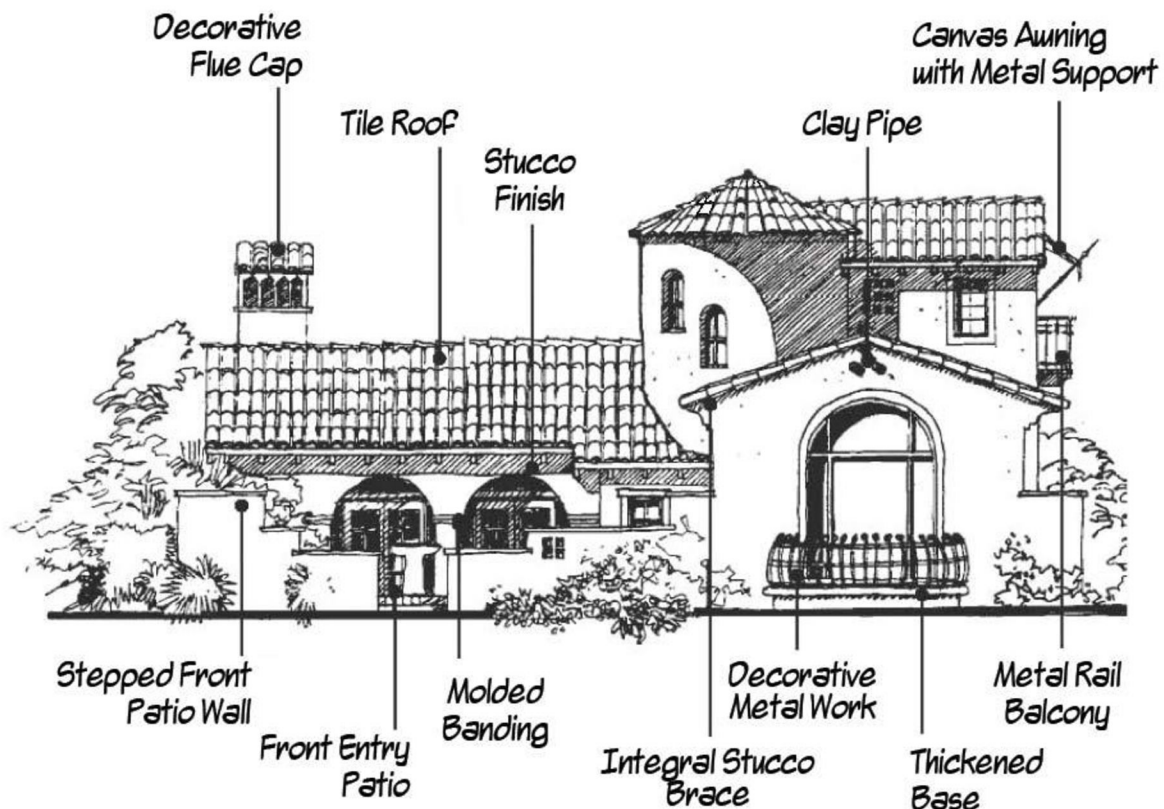 Decorative
Flue Cap
Canvas Awning
with Metal Support
Tile Roof
Clay Pipe
Stucco
Finish
Stepped Front
Patio Wall
Molded
Banding
Decorative
Metal Work
Metal Rail
Balcony
Front Entry
Patio
Integral Stucco
Brace
Thickened
Base